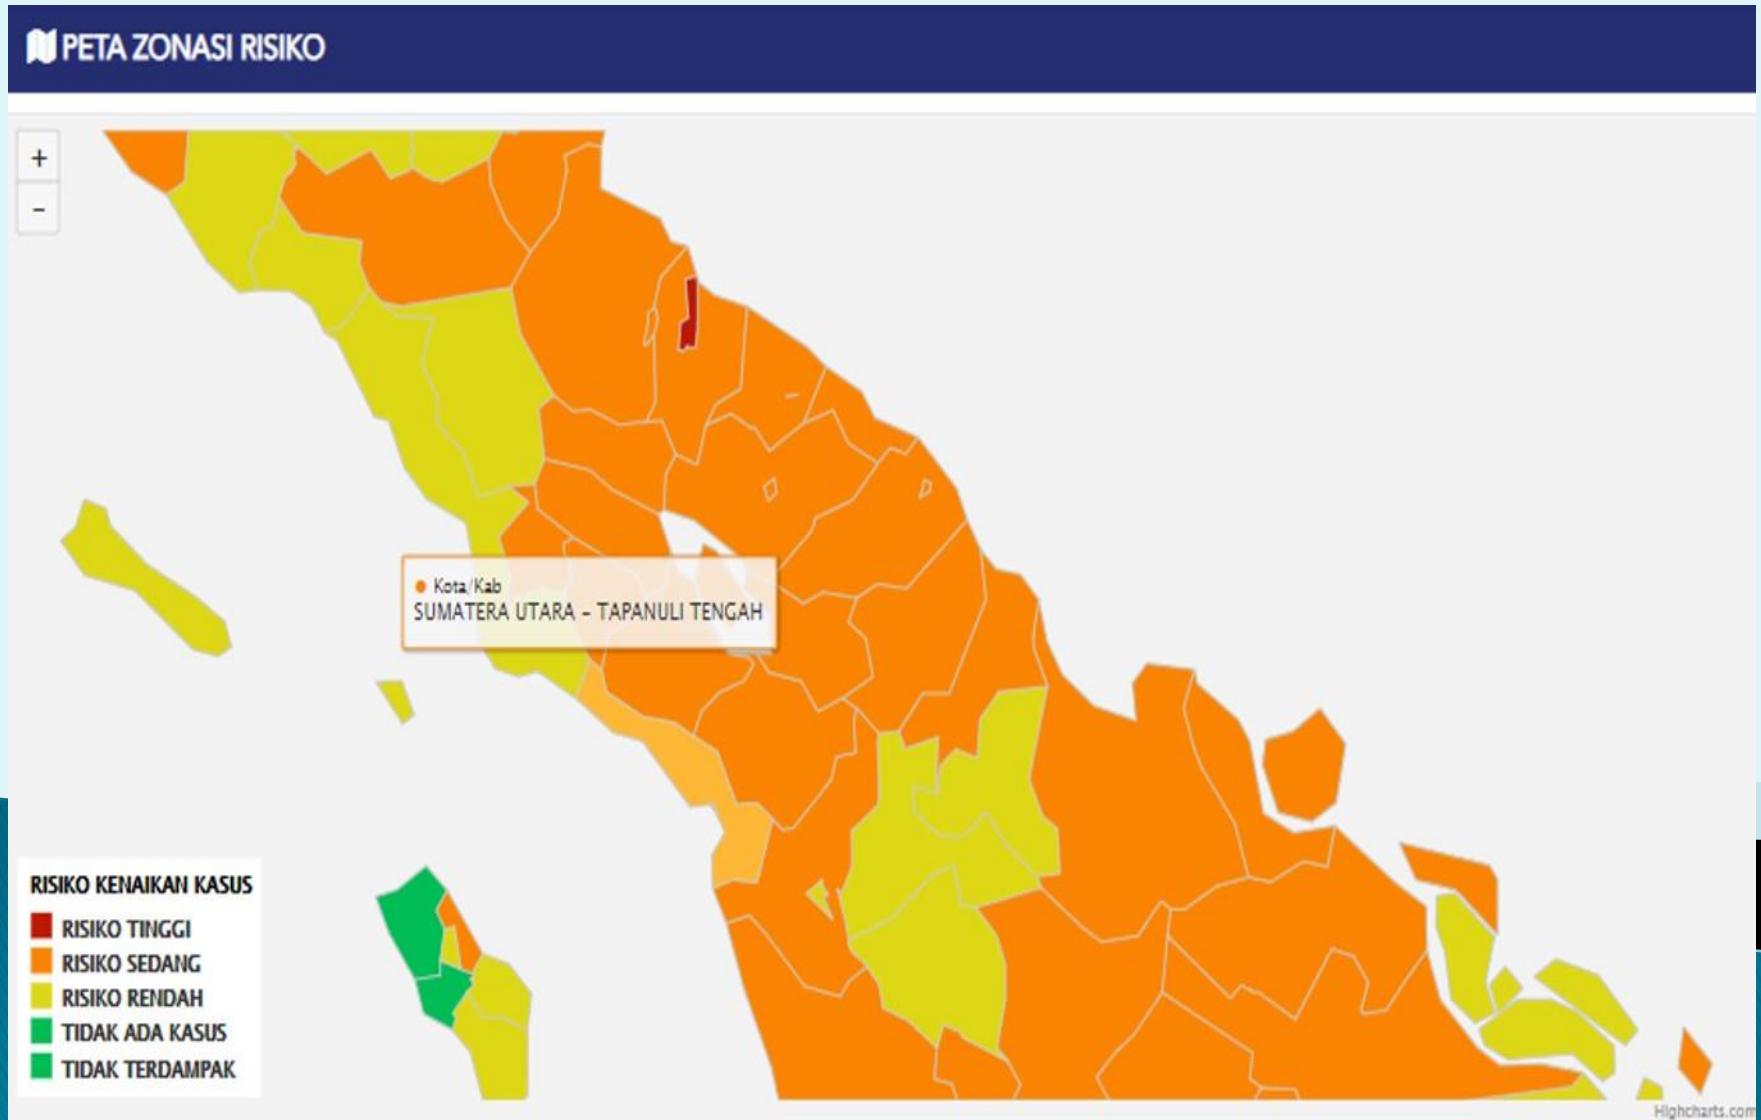 PETA ZONASI RISIKO
+
-
Kota/Kab
SUMATERA UTARA - TAPANULI TENGAH
RISIKO KENAIKAN KASUS
RISIKO TINGGI
RISIKO SEDANG
RISIKO RENDAH
TIDAK ADA KASUS
TIDAK TERDAMPAK
Highcharts.com